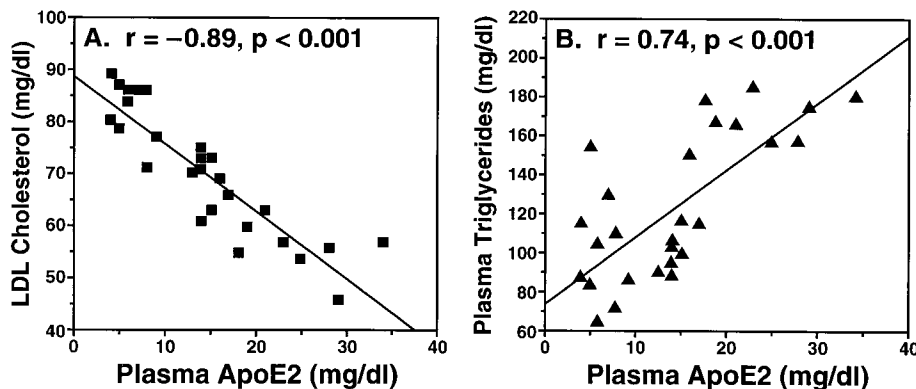 A. r = −0.89, p < 0.001
LDL Cholesterol (mg/dl)
100
90
80
70
60
50
40
0 10 20 30 40
Plasma ApoE2 (mg/dl)
B. r = 0.74, p < 0.001
Plasma Triglycerides (mg/dl)
220
200
180
160
140
120
100
80
60
0 10 20 30 40
Plasma ApoE2 (mg/dl)